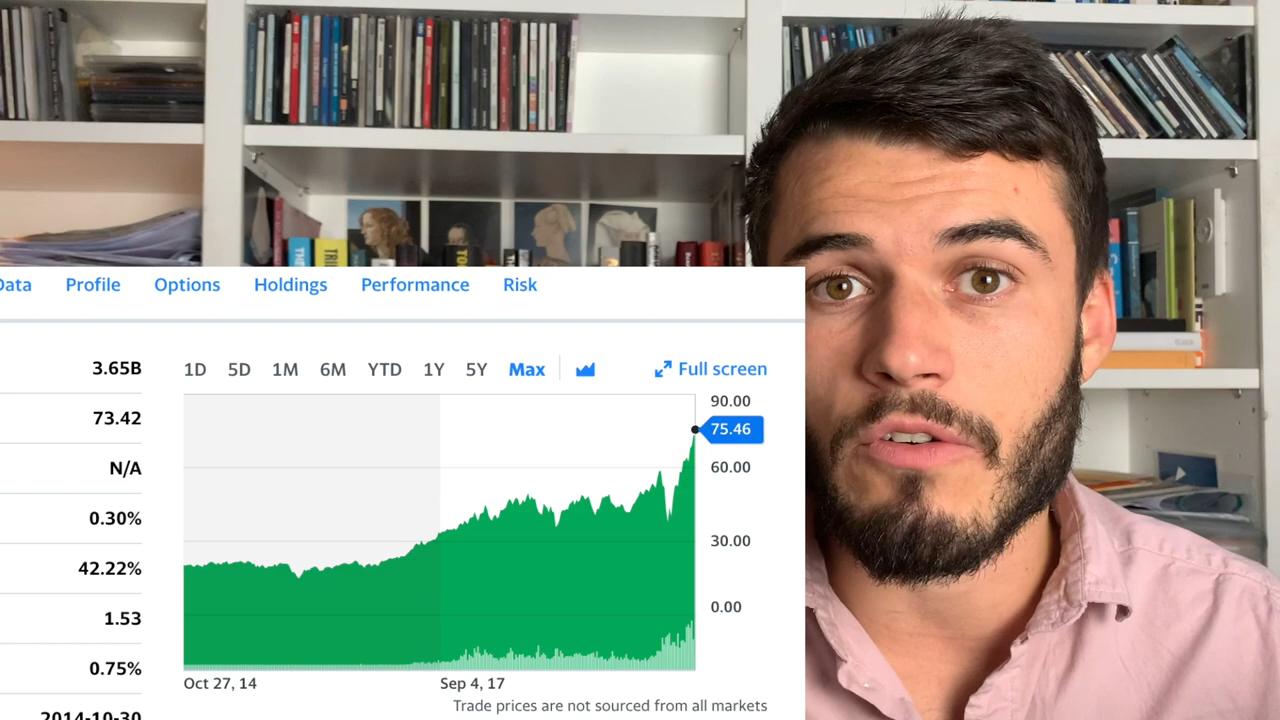 Data Profile Options Holdings Performance Risk
3.65B
73.42
N/A
0.30%
42.22%
1.53
0.75%
2014-10-30
1D 5D 1M 6M YTD 1Y 5Y Max Full screen
90.00
75.46
60.00
30.00
0.00
Oct 27, 14 Sep 4, 17
Trade prices are not sourced from all markets